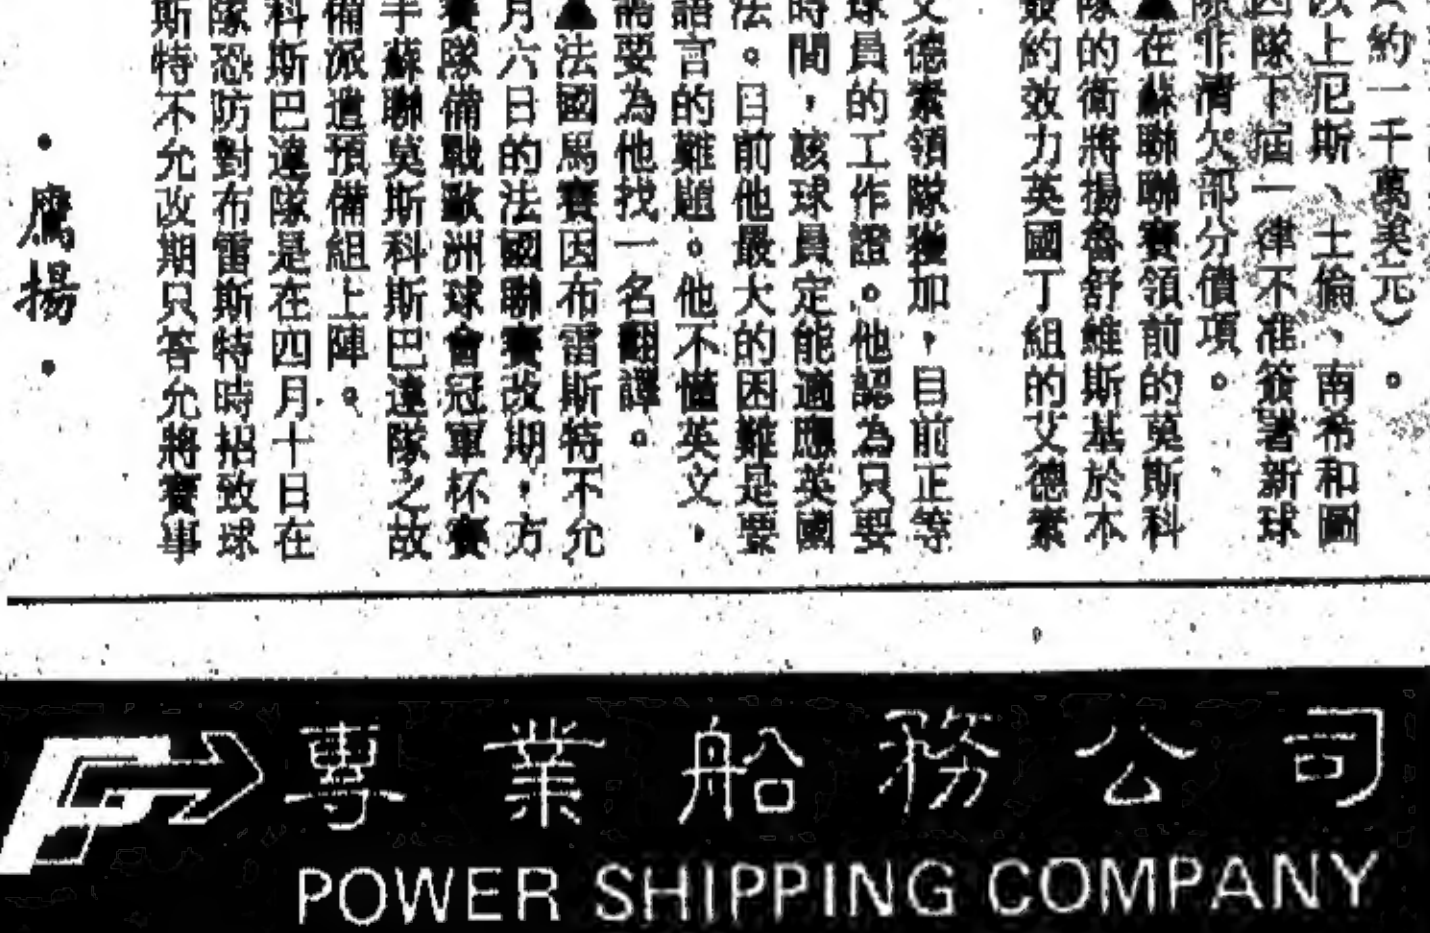 約一千萬美元)。
以上尼斯、士倫、南希和圖
因隊下屆一律不准簽署新球
除非清欠部分債項。
▲在蘇聯聯賽領前的莫斯科
隊的衛將揚魯舒維斯基於本
簽約效力英國丁組的艾德素
艾德素領隊獲加,目前正等
球員的工作證。他認為只要
時間,該球員定能適應英國
法。目前他最大的困難是要
語言的難題。他不懂英文,
需要為他找一名翻譯。
▲法國馬賽因布雷斯特不允
月六日的法國聯賽改期,方
賽隊備戰歐洲球會冠軍杯賽
手蘇聯莫斯科斯巴達隊之故
備派遣預備組上陣。
科斯巴達隊是在四月十日在
隊恐防對布雷斯特時招致球
斯特不允改期只答允將賽事
•鷹揚•
專業船務公司
POWER SHIPPING COMPANY